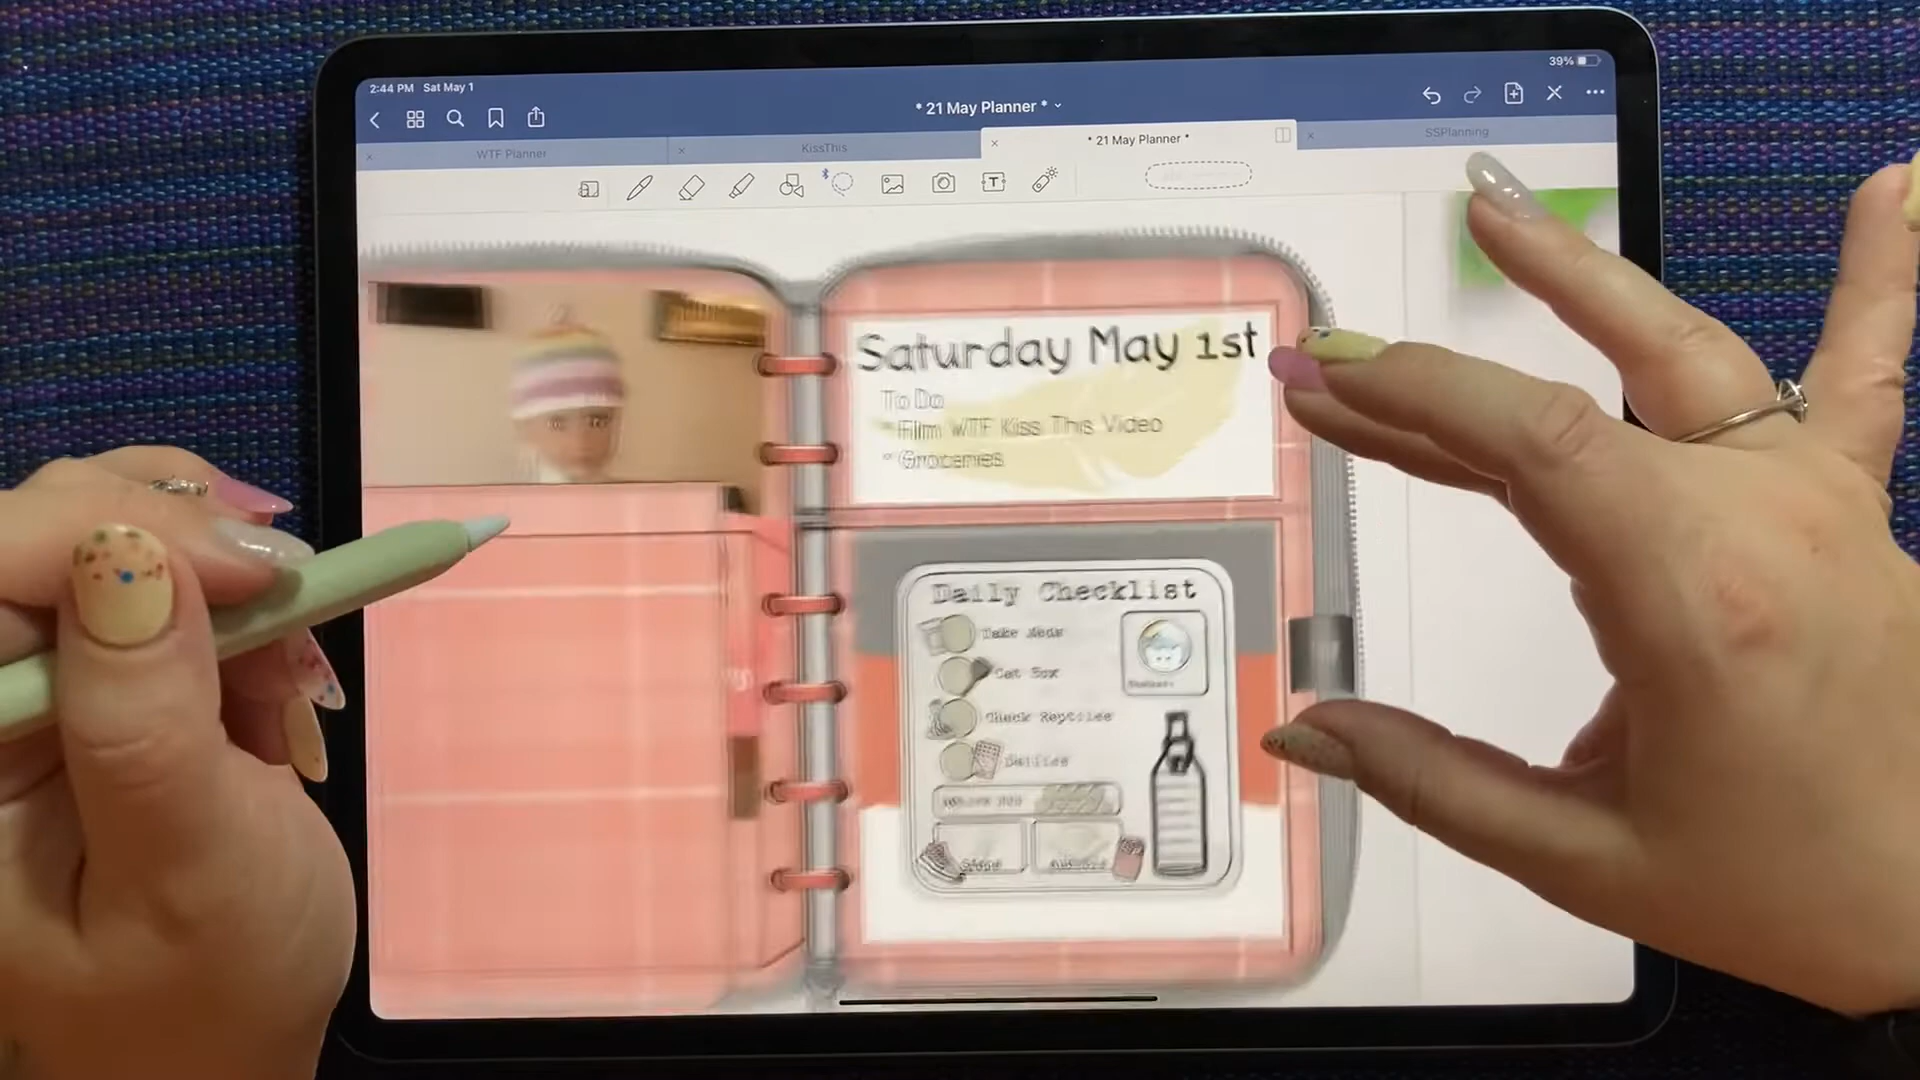 2:44 PM Sat May 1
39%
* 21 May Planner *
WTF Planner
KissThis
* 21 May Planner *
SSPlanning
Saturday May 1st
To Do
Film WTF Kiss This Video
Groceries
Daily Checklist
Take Meds
Cat Box
Check Reptiles
Steps